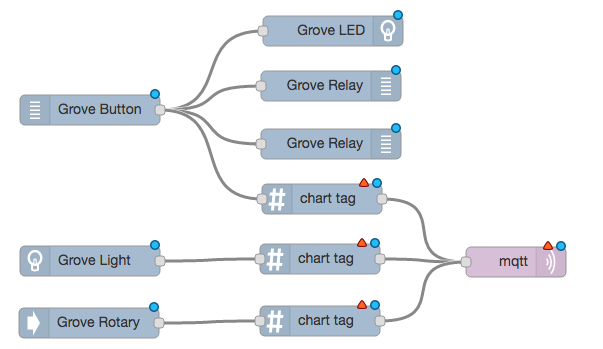 Grove LED
Grove Relay
Grove Button
Grove Relay
# chart tag
Grove Light
# chart tag
mqtt
Grove Rotary
# chart tag